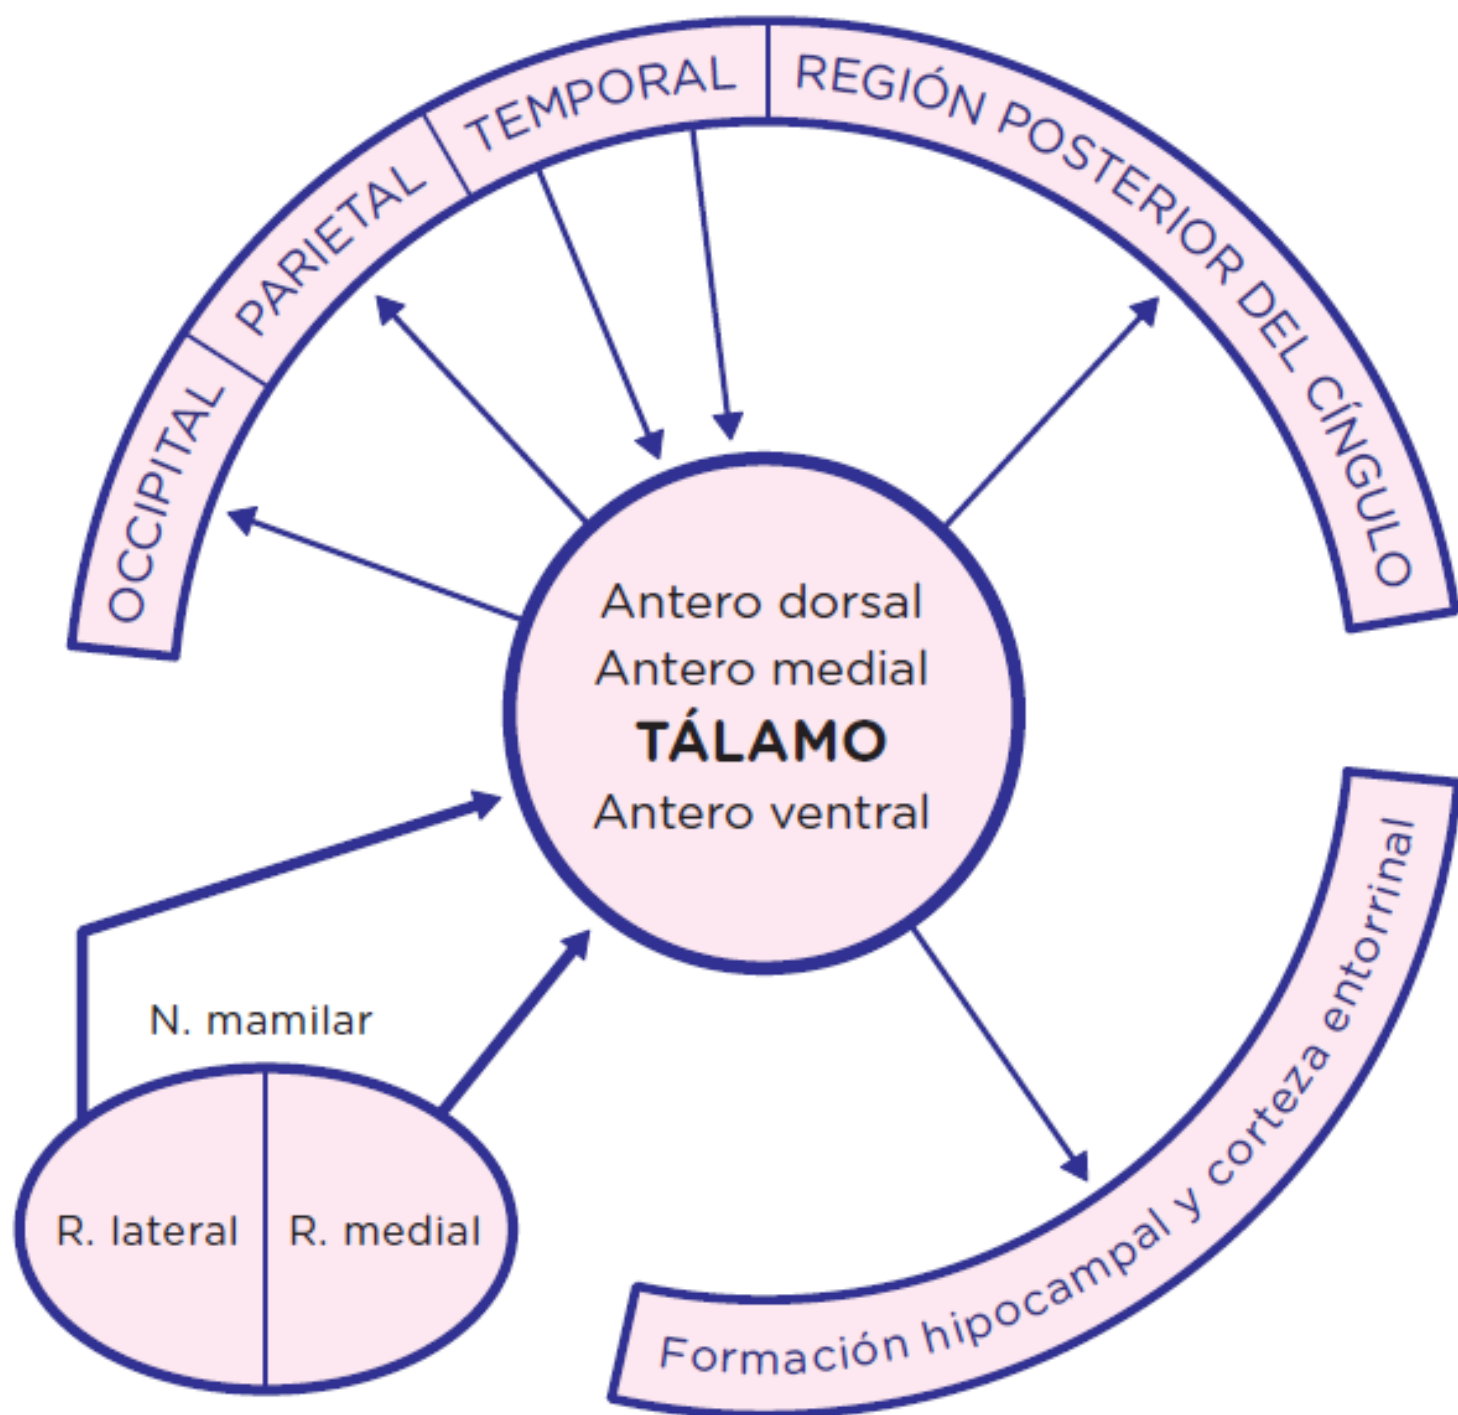 OCCIPITAL
PARIETAL
TEMPORAL
REGIÓN POSTERIOR DEL CÍNGULO
Antero dorsal
Antero medial
TÁLAMO
Antero ventral
N. mamilar
R. lateral
R. medial
Formación hipocampal y corteza entorrinal